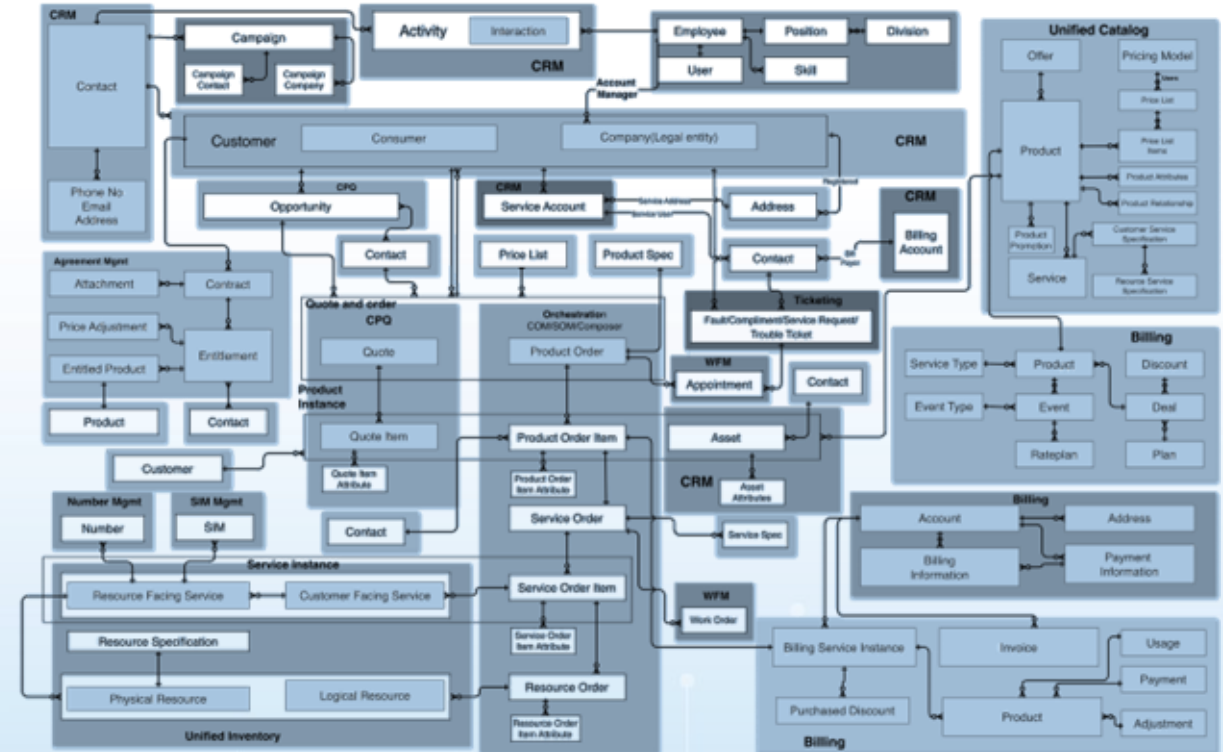 CRM
Contact
Phone No
Email
Address
Campaign
Campaign
Contact
Campaign
Company
Activity
Interaction
CRM
Employee
Position
Division
User
Skill
Account
Manager
Unified Catalog
Offer
Pricing Model
Uses
Price List
Product
Price List
Items
Product Attributes
Product Relationship
Product
Promotion
Customer Service
Specification
Service
Resource Service
Specification
Customer
Consumer
Company(Legal entity)
CRM
Registered
CPQ
Opportunity
Contact
CRM
Service Account
Service Address
Service User
Address
Contact
Bill
Payer
CRM
Billing
Account
Price List
Product Spec
Agreement Mgmt
Attachment
Contract
Price Adjustment
Entitlement
Entitled Product
Product
Contact
Quote and order
CPQ
Quote
Product
Instance
Quote Item
Quote Item
Attribute
Orchestration
COM/SOM/Composer
Product Order
Product Order Item
Product Order
Item Attribute
Service Order
Service Order Item
Service Order
Item Attribute
Resource Order
Resource Order
Item Attribute
Ticketing
Fault/Compliment/Service Request/
Trouble Ticket
WFM
Appointment
Contact
Asset
CRM
Asset
Attributes
Service Spec
WFM
Work Order
Billing
Service Type
Product
Discount
Event Type
Event
Deal
Rateplan
Plan
Customer
Contact
Number Mgmt
Number
SIM Mgmt
SIM
Service Instance
Resource Facing Service
Customer Facing Service
Resource Specification
Physical Resource
Logical Resource
Unified Inventory
Billing
Account
Address
Billing
Information
Payment
Information
Billing Service Instance
Invoice
Usage
Payment
Purchased Discount
Product
Adjustment
Billing